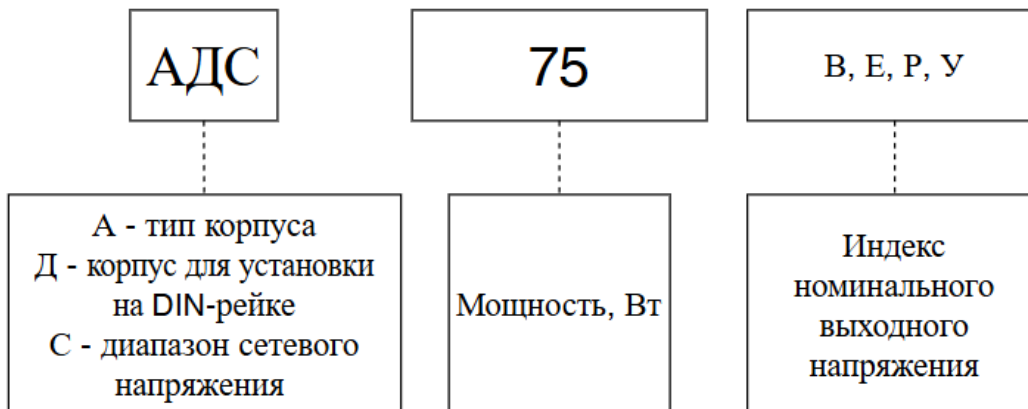 АДС
75
В, Е, Р, У
А - тип корпуса
Д - корпус для установки
на DIN-рейке
С - диапазон сетевого
напряжения
Мощность, Вт
Индекс
номинального
выходного
напряжения